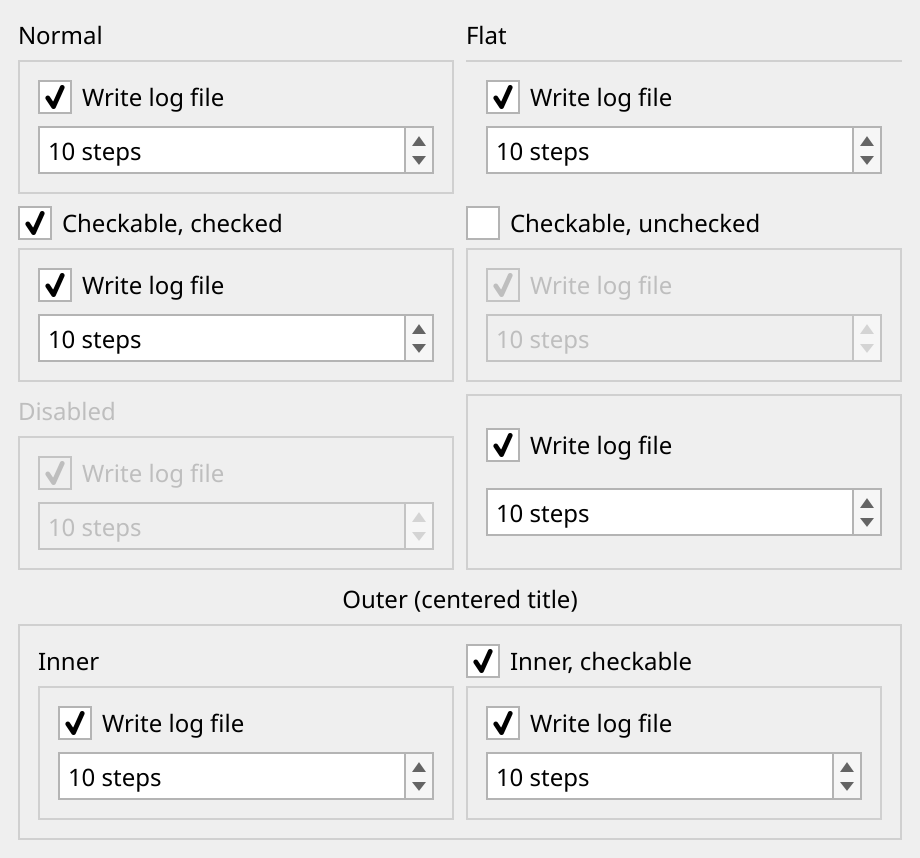 Normal
Write log file
10 steps
Flat
Write log file
10 steps
Checkable, checked
Write log file
10 steps
Checkable, unchecked
Write log file
10 steps
Disabled
Write log file
10 steps
Write log file
10 steps
Outer (centered title)
Inner
Write log file
10 steps
Inner, checkable
Write log file
10 steps